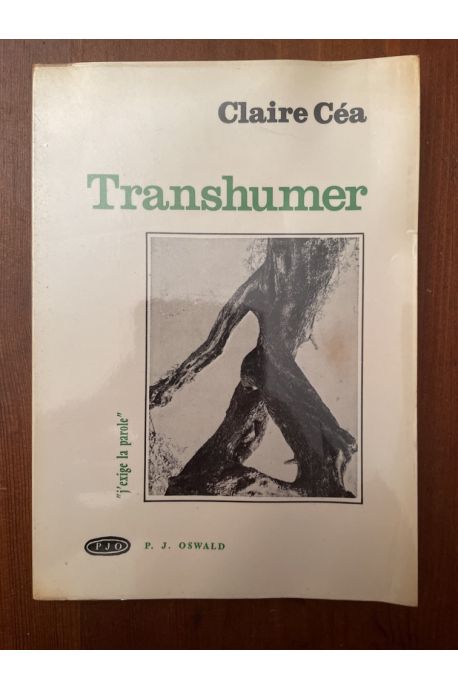 Claire Céa
Transhumer
"j'exige la parole"
PJO
P. J. OSWALD